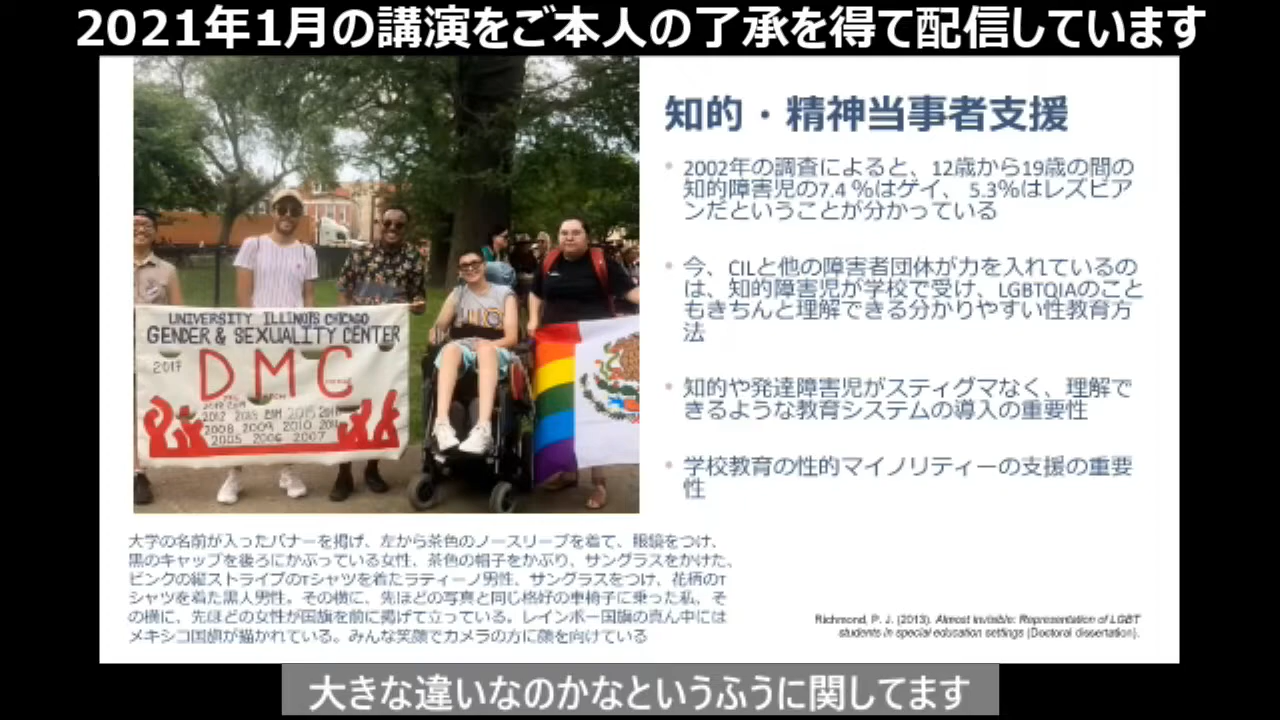 2021年1月の講演をご本人の了承を得て配信しています
知的・精神当事者支援
2002年の調査によると、12歳から19歳の間の
知的障害児の7.4％はゲイ、 5.3％はレズビア
ンだということが分かっている
今、CILと他の障害者団体が力を入れているの
は、知的障害児が学校で受け、LGBTQIAのこと
もきちんと理解できる分かりやすい性教育方
法
知的や発達障害児がスティグマなく、理解で
きるような教育システムの導入の重要性
学校教育の性的マイノリティーの支援の重要
性
UNIVERSITY ILLINOIS CHICAGO
GENDER & SEXUALITY CENTER
2017
DMC
2008 2009 2010
2005 2006 2007
大学の名前が入ったバナーを掲げ、左から茶色のノースリーブを着て、眼鏡をつけ、
黒のキャップを後ろにかぶっている女性、茶色の帽子をかぶり、サングラスをかけた、
ピンクの縦ストライプのTシャツを着たラティーノ男性、サングラスをつけ、花柄のT
シャツを着た黒人男性。その横に、先ほどの写真と同じ格好の車椅子に乗った私、そ
の横に、先ほどの女性が国旗を前に掲げて立っている。レインボー国旗の真ん中には
メキシコ国旗が描かれている。みんな笑顔でカメラの方に顔を向けている
Richmond, P. J. (2013). Almost invisible: Representation of LGBT
students in special education settings (Doctoral dissertation).
大きな違いなのかなというふうに関してます